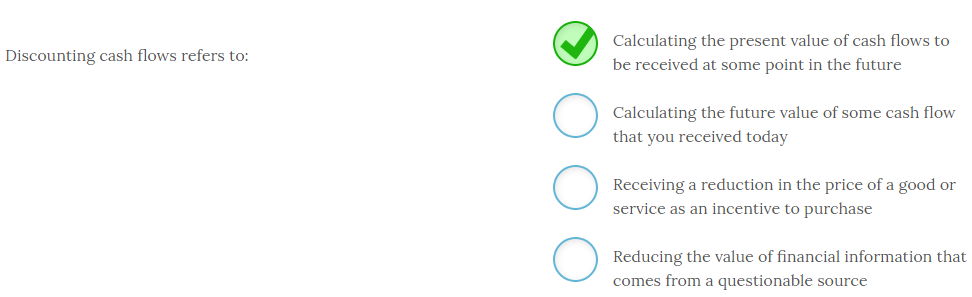 Discounting cash flows refers to:
Calculating the present value of cash flows to
be received at some point in the future
Calculating the future value of some cash flow
that you received today
Receiving a reduction in the price of a good or
service as an incentive to purchase
Reducing the value of financial information that
comes from a questionable source